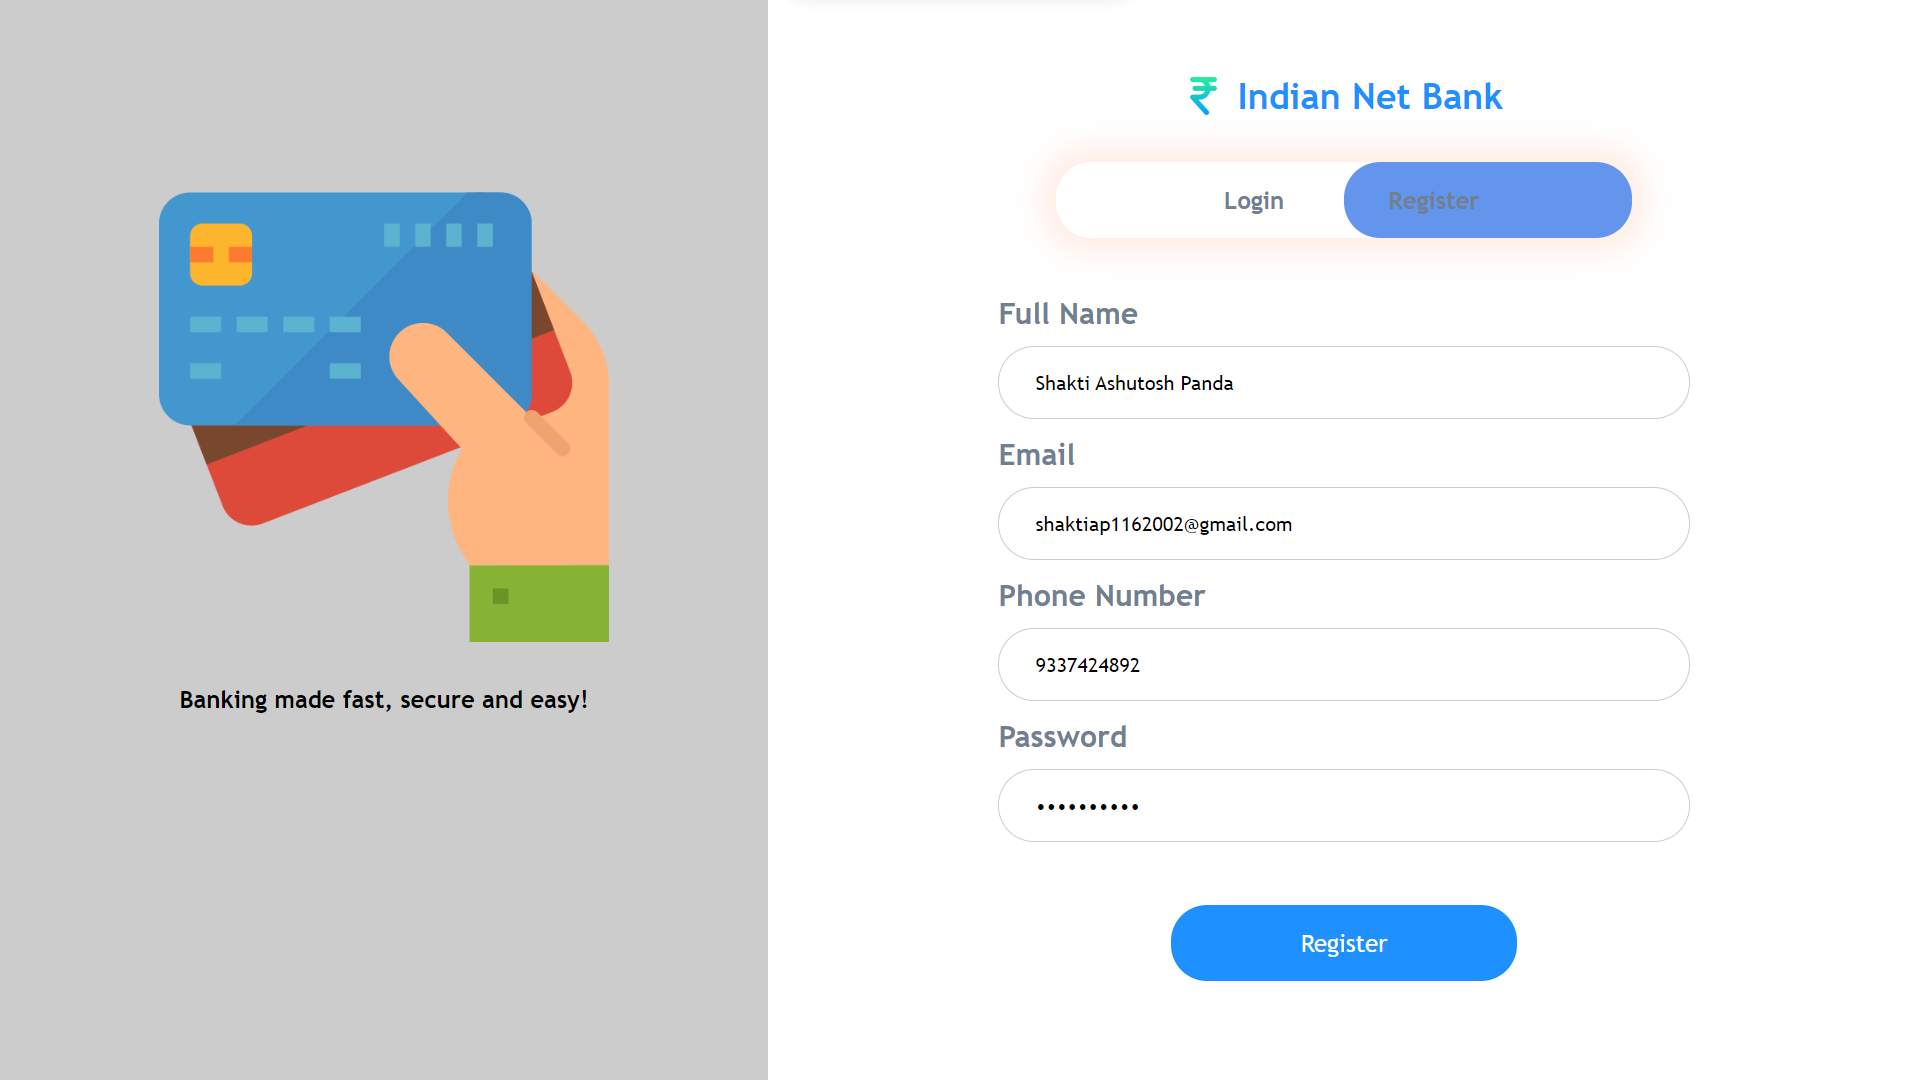 Banking made fast, secure and easy!
Indian Net Bank
Login
Register
Full Name
Shakti Ashutosh Panda
Email
shaktiap1162002@gmail.com
Phone Number
9337424892
Password
••••••••••
Register